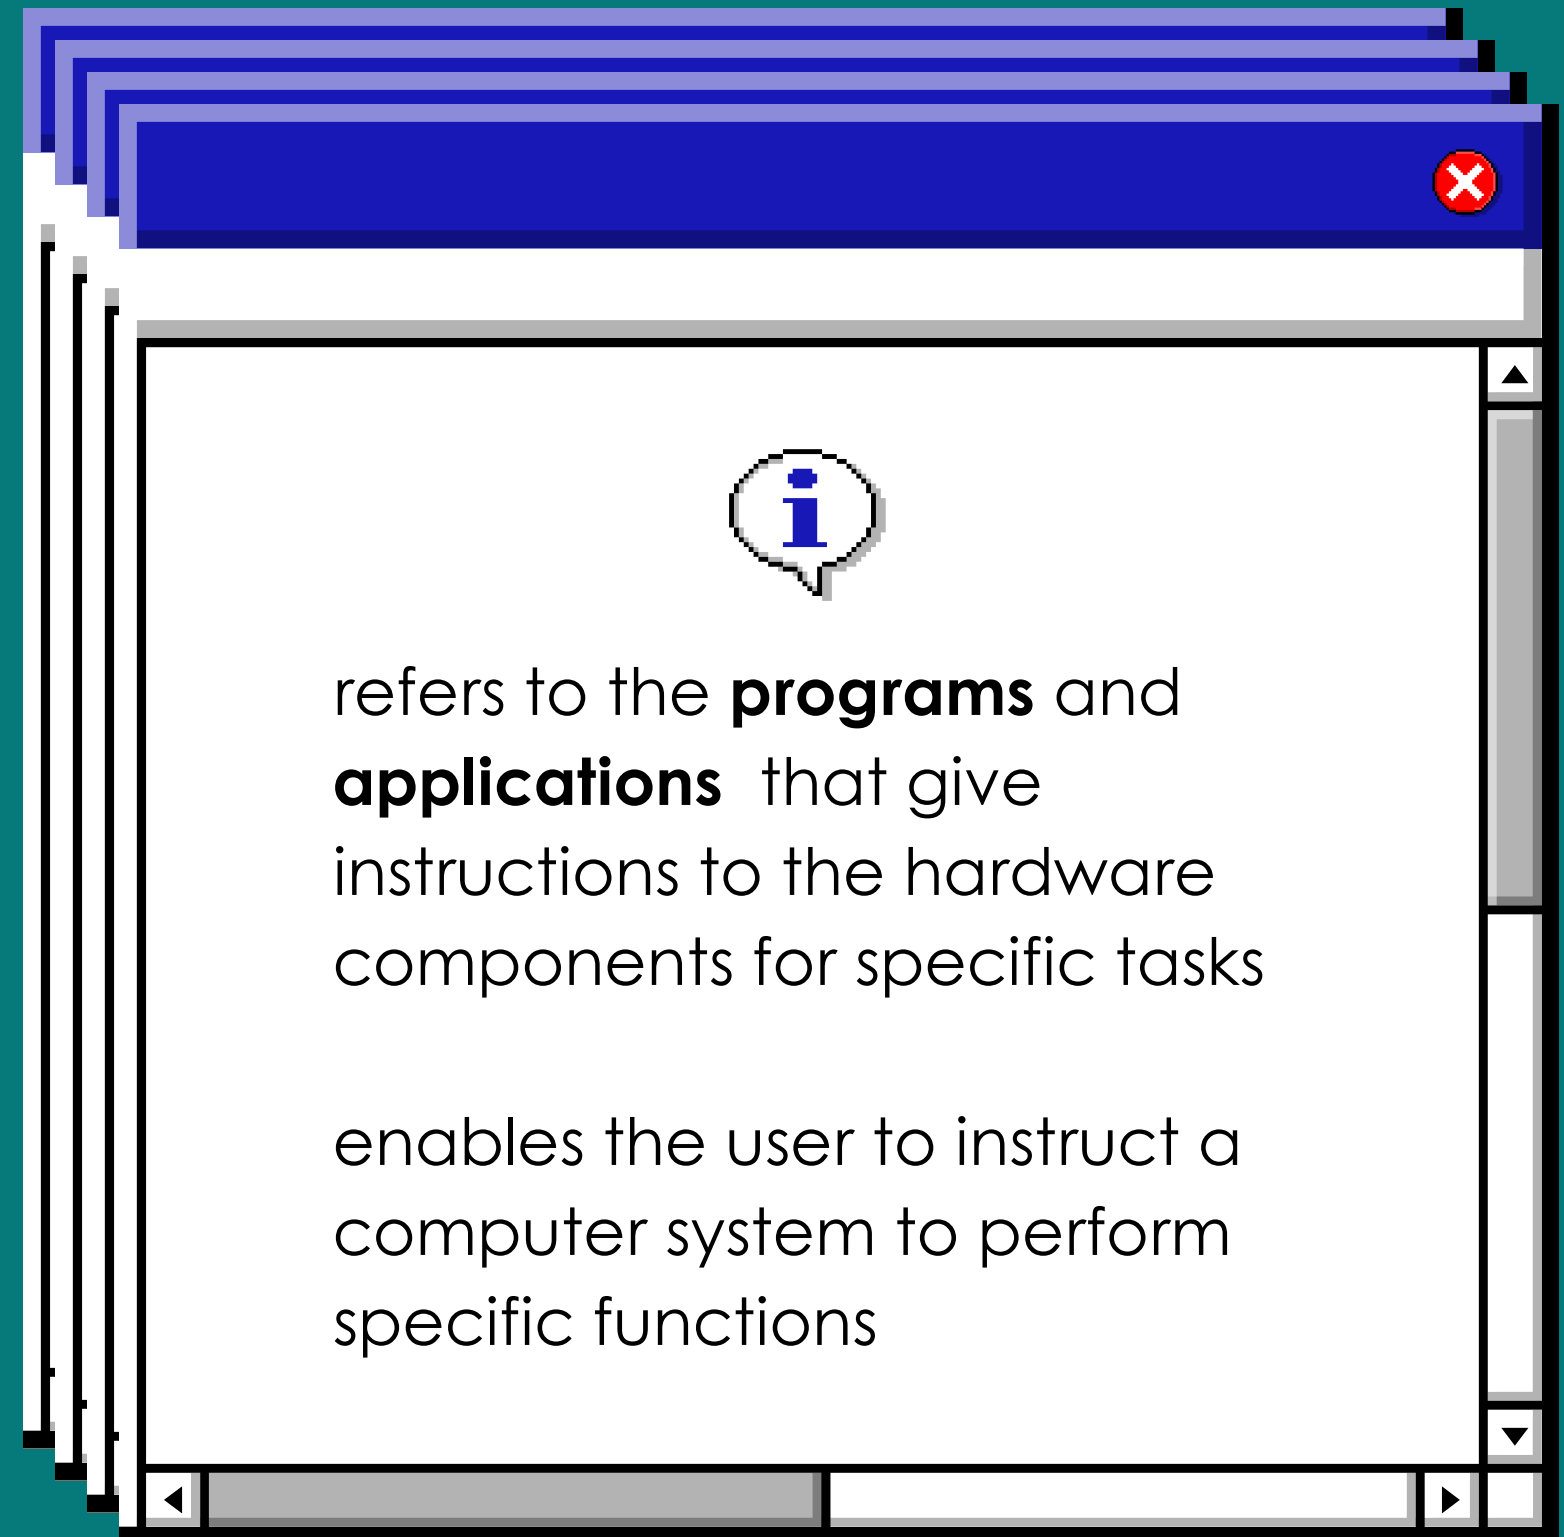 i
refers to the programs and
applications that give
instructions to the hardware
components for specific tasks
enables the user to instruct a
computer system to perform
specific functions